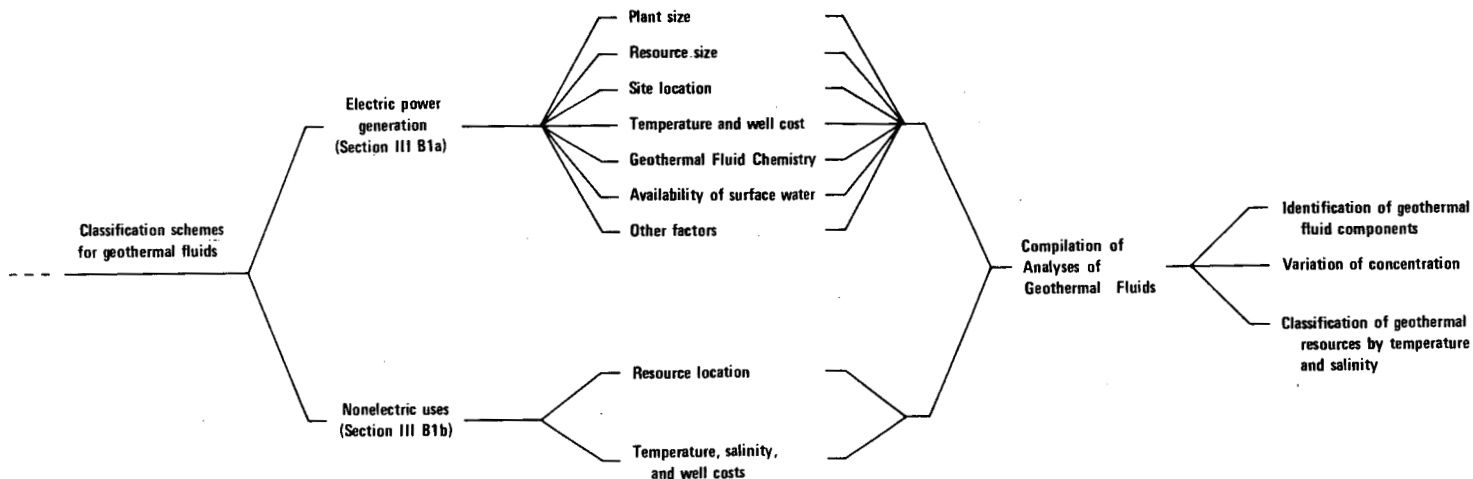 Classification schemes
for geothermal fluids
Electric power
generation
(Section III B1a)
Plant size
Resource size
Site location
Temperature and well cost
Geothermal Fluid Chemistry
Availability of surface water
Other factors
Nonelectric uses
(Section III B1b)
Resource location
Temperature, salinity,
and well costs
Compilation of
Analyses of
Geothermal Fluids
Identification of geothermal
fluid components
Variation of concentration
Classification of geothermal
resources by temperature
and salinity